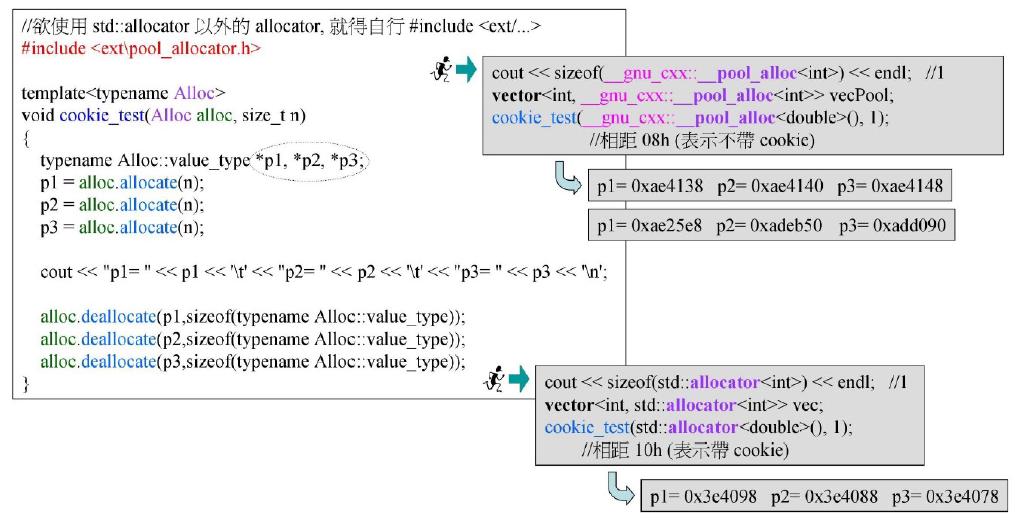 //欲使用 std::allocator 以外的 allocator, 就得自行 #include <ext/...>
#include <ext\pool_allocator.h>
template<typename Alloc>
void cookie_test(Alloc alloc, size_t n)
{
typename Alloc::value_type *p1, *p2, *p3;
p1 = alloc.allocate(n);
p2 = alloc.allocate(n);
p3 = alloc.allocate(n);
cout << "p1= " << p1 << '\t' << "p2= " << p2 << '\t' << "p3= " << p3 << '\n';
alloc.deallocate(p1,sizeof(typename Alloc::value_type));
alloc.deallocate(p2,sizeof(typename Alloc::value_type));
alloc.deallocate(p3,sizeof(typename Alloc::value_type));
}
cout << sizeof(__gnu_cxx::__pool_alloc<int>) << endl; //1
vector<int, __gnu_cxx::__pool_alloc<int>> vecPool;
cookie_test(__gnu_cxx::__pool_alloc<double>(), 1);
//相距 08h (表示不帶 cookie)
p1= 0xae4138 p2= 0xae4140 p3= 0xae4148
p1= 0xae25e8 p2= 0xadeb50 p3= 0xadd090
cout << sizeof(std::allocator<int>) << endl; //1
vector<int, std::allocator<int>> vec;
cookie_test(std::allocator<double>(), 1);
//相距 10h (表示帶 cookie)
p1= 0x3e4098 p2= 0x3e4088 p3= 0x3e4078